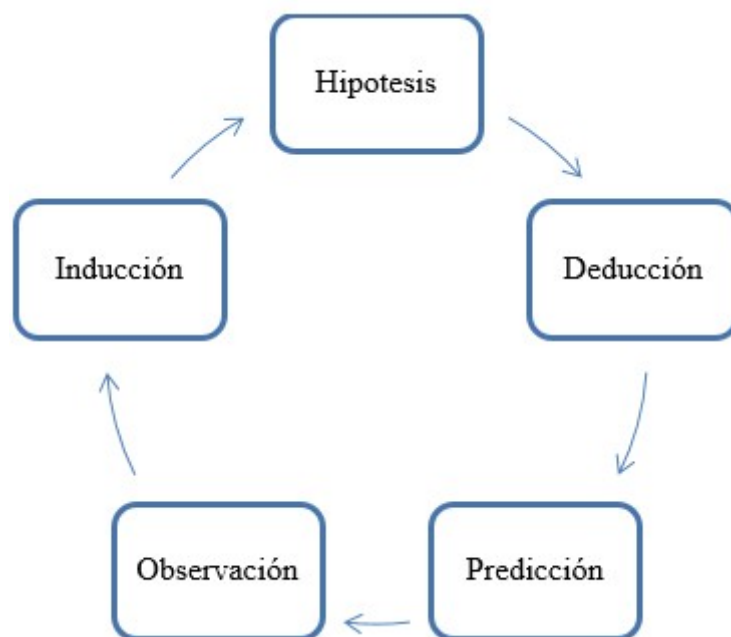 Hipotesis
Deducción
Predicción
Observación
Inducción